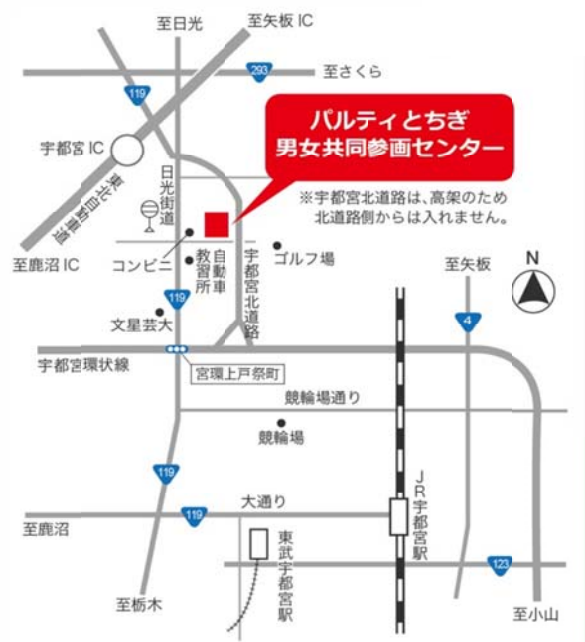 至日光
至矢板 IC
293
至さくら
119
パルティとちぎ
男女共同参画センター
宇都宮 IC
東北自動車道
日光街道
※宇都宮北道路は、高架のため
北道路側からは入れません。
至鹿沼 IC
コンビニ
自動車
教習所
宇都宮北道路
ゴルフ場
至矢板
N
119
4
文星芸大
宇都宮環状線
宮環上戸祭町
競輪場通り
競輪場
119
JR宇都宮駅
大通り
119
至鹿沼
東武宇都宮駅
123
至栃木
至小山